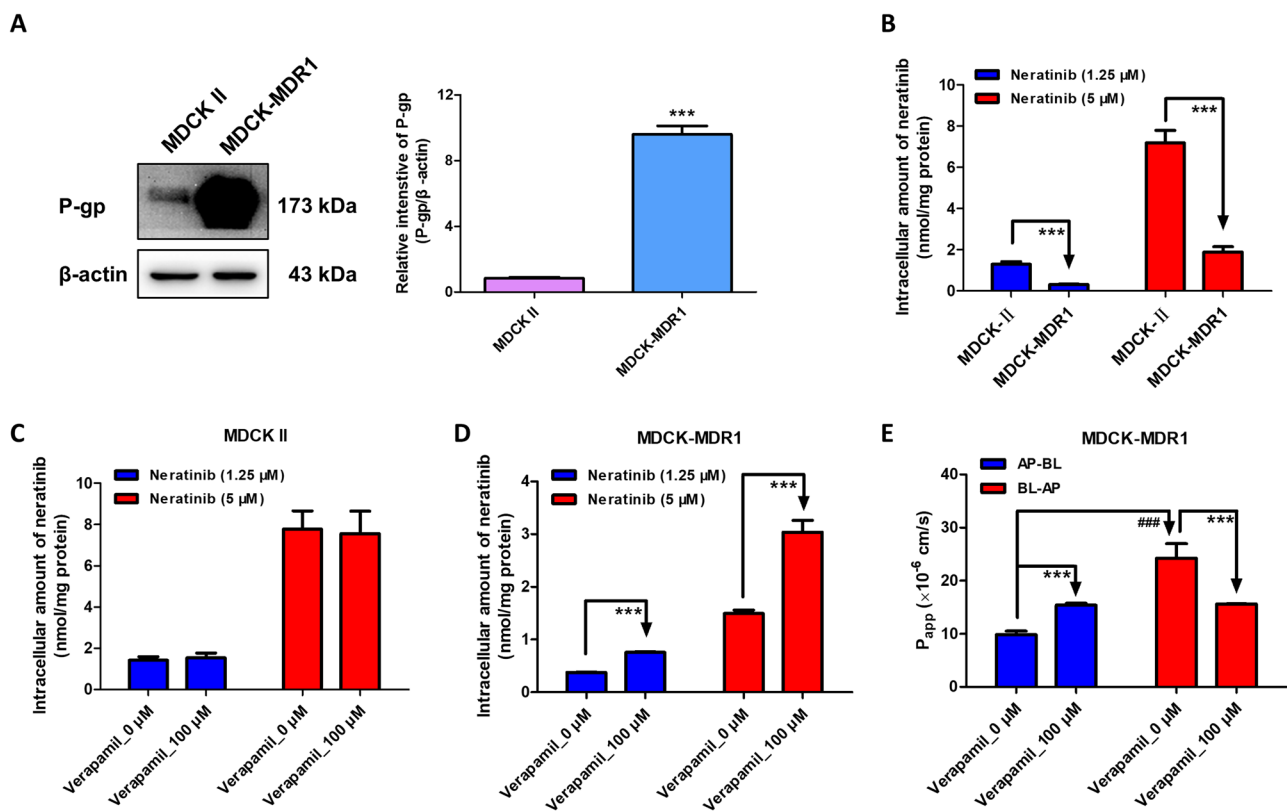 A
MDCK II
MDCK-MDR1
P-gp
173 kDa
β-actin
43 kDa
Relative intenstive of P-gp
(P-gp/β -actin)
12
8
4
0
***
MDCK II
MDCK-MDR1
B
Neratinib (1.25 μM)
Neratinib (5 μM)
Intracellular amount of neratinib
(nmol/mg protein)
10
8
6
4
2
0
***
***
MDCK- II
MDCK-MDR1
MDCK- II
MDCK-MDR1
C
MDCK II
Neratinib (1.25 μM)
Neratinib (5 μM)
Intracellular amount of neratinib
(nmol/mg protein)
10
8
6
4
2
0
Verapamil_0 μM
Verapamil_100 μM
Verapamil_0 μM
Verapamil_100 μM
D
MDCK-MDR1
Neratinib (1.25 μM)
Neratinib (5 μM)
Intracellular amount of neratinib
(nmol/mg protein)
4
3
2
1
0
***
***
Verapamil_0 μM
Verapamil_100 μM
Verapamil_0 μM
Verapamil_100 μM
E
MDCK-MDR1
AP-BL
BL-AP
Papp (×10⁻⁶ cm/s)
40
30
20
10
0
***
###
***
Verapamil_0 μM
Verapamil_100 μM
Verapamil_0 μM
Verapamil_100 μM